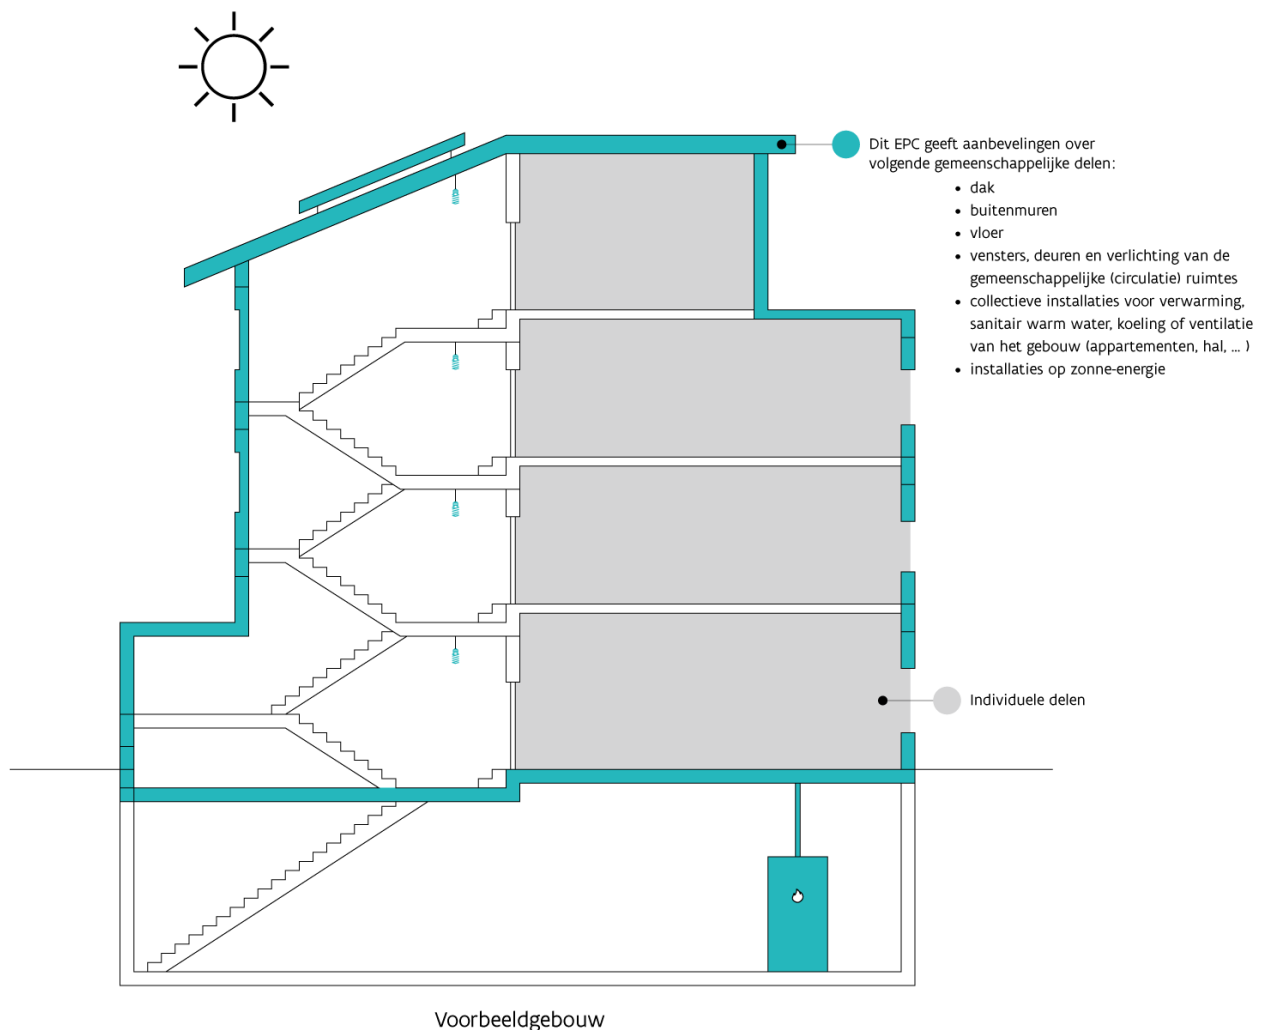 Dit EPC geeft aanbevelingen over
volgende gemeenschappelijke delen:
• dak
• buitenmuren
• vloer
• vensters, deuren en verlichting van de
gemeenschappelijke (circulatie) ruimtes
• collectieve installaties voor verwarming,
sanitair warm water, koeling of ventilatie
van het gebouw (appartementen, hal, ... )
• installaties op zonne-energie
Individuele delen
Voorbeeldgebouw